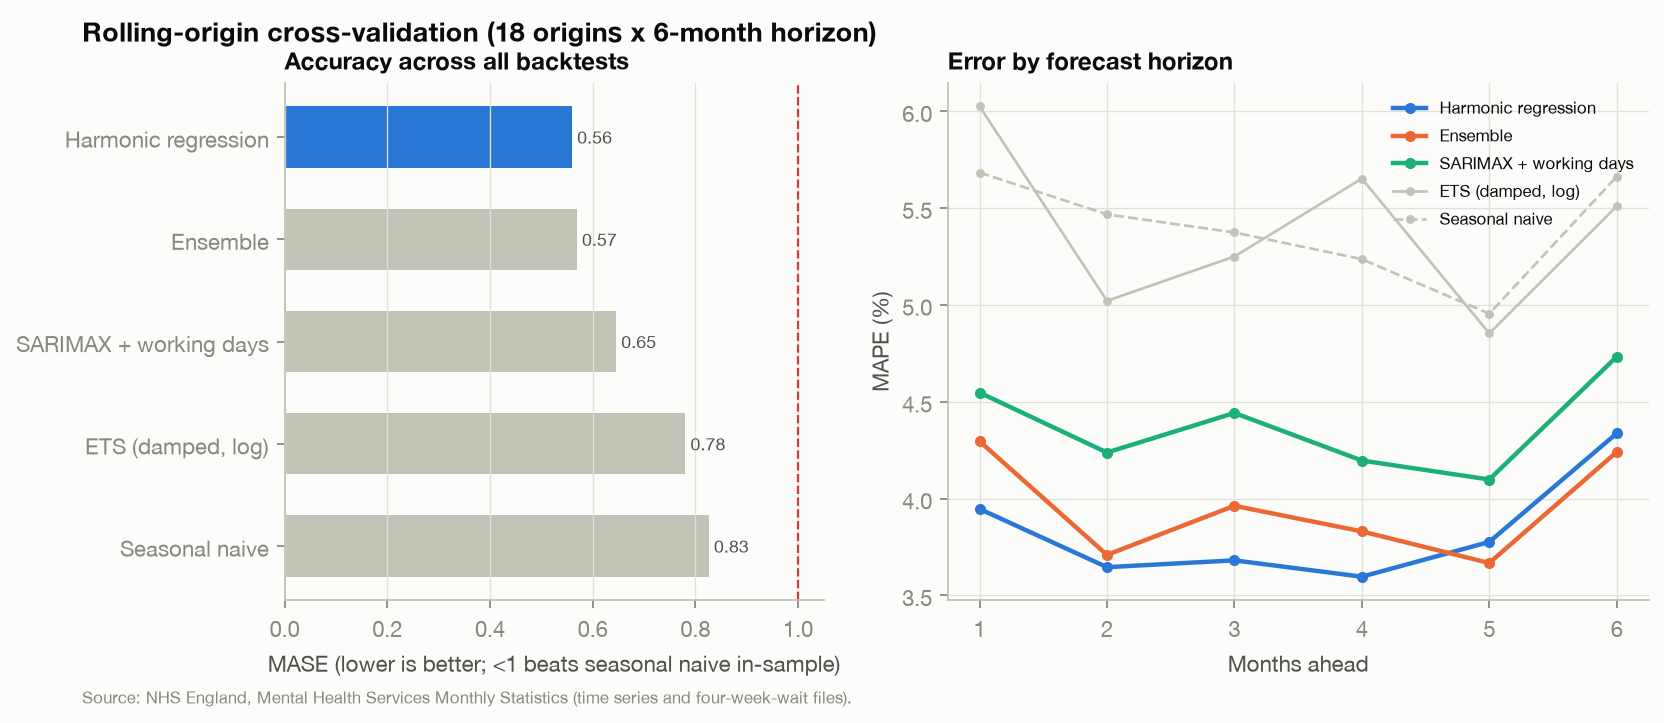 Rolling-origin cross-validation (18 origins x 6-month horizon)
Accuracy across all backtests
Harmonic regression
0.56
Ensemble
0.57
SARIMAX + working days
0.65
ETS (damped, log)
0.78
Seasonal naive
0.83
0.0 0.2 0.4 0.6 0.8 1.0
MASE (lower is better; <1 beats seasonal naive in-sample)
Error by forecast horizon
Harmonic regression
Ensemble
SARIMAX + working days
ETS (damped, log)
Seasonal naive
MAPE (%)
6.0
5.5
5.0
4.5
4.0
3.5
1 2 3 4 5 6
Months ahead
Source: NHS England, Mental Health Services Monthly Statistics (time series and four-week-wait files).